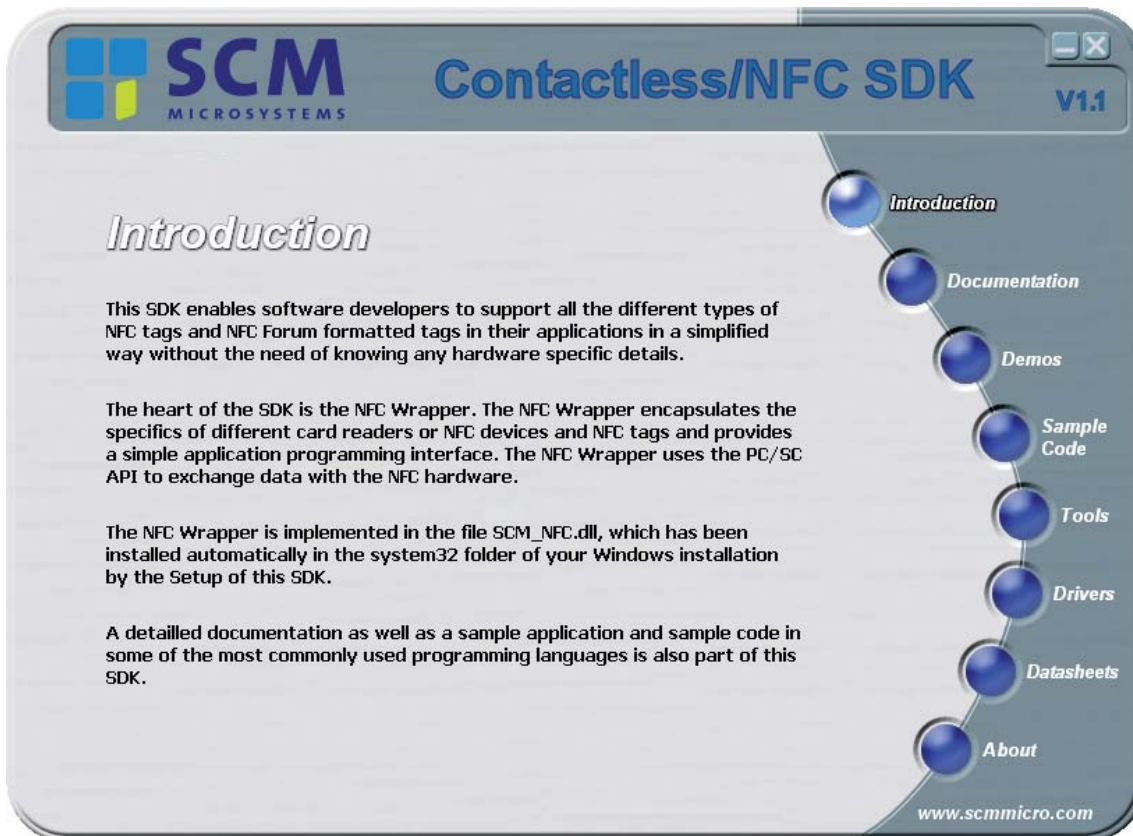 SCM
MICROSYSTEMS
Contactless/NFC SDK
V1.1
Introduction
This SDK enables software developers to support all the different types of
NFC tags and NFC Forum formatted tags in their applications in a simplified
way without the need of knowing any hardware specific details.
The heart of the SDK is the NFC Wrapper. The NFC Wrapper encapsulates the
specifics of different card readers or NFC devices and NFC tags and provides
a simple application programming interface. The NFC Wrapper uses the PC/SC
API to exchange data with the NFC hardware.
The NFC Wrapper is implemented in the file SCM_NFC.dll, which has been
installed automatically in the system32 folder of your Windows installation
by the Setup of this SDK.
A detailled documentation as well as a sample application and sample code in
some of the most commonly used programming languages is also part of this
SDK.
Introduction
Documentation
Demos
Sample
Code
Tools
Drivers
Datasheets
About
www.scmmicro.com